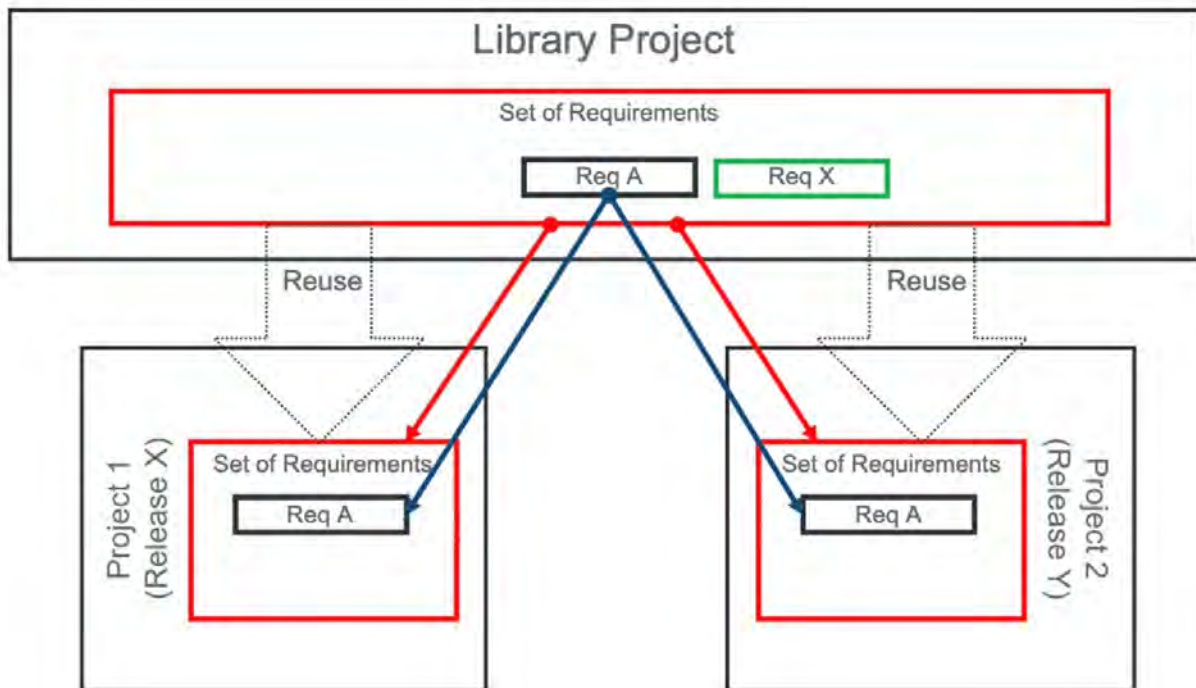 Library Project
Set of Requirements
Req A
Req X
Reuse
Reuse
Project 1
(Release X)
Set of Requirements
Req A
Set of Requirements
Req A
Project 2
(Release Y)